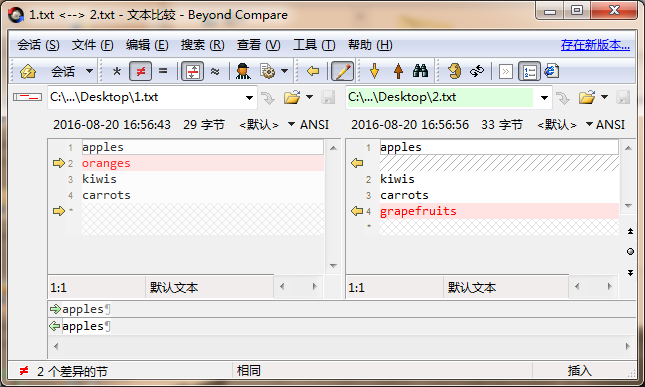 1.txt <--> 2.txt - 文本比较 - Beyond Compare
会话 (S) 文件 (F) 编辑 (E) 搜索 (R) 查看 (V) 工具 (T) 帮助 (H) 存在新版本...
会话 * ≠ = ≈
C:\...\Desktop\1.txt C:\...\Desktop\2.txt
2016-08-20 16:56:43 29 字节 <默认> ANSI 2016-08-20 16:56:56 33 字节 <默认> ANSI
1 apples 1 apples
2 oranges
3 kiwis 2 kiwis
4 carrots 3 carrots
* 4 grapefruits
*
1:1 默认文本 1:1 默认文本
apples¶
apples¶
≠ 2 个差异的节 相同 插入